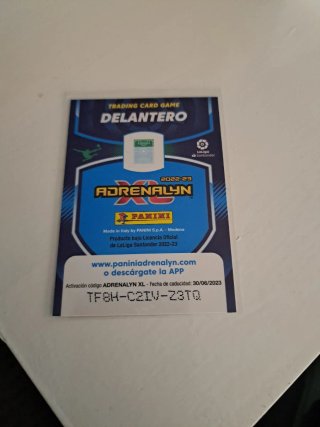 TRADING CARD GAME
DELANTERO
LaLiga
Santander
2022-23
ADRENALYN
XL
PANINI
Made in Italy by PANINI S.p.A. - Modena
Producto bajo Licencia Oficial
de LaLiga Santander 2022-23
www.paniniadrenalyn.com
o descárgate la APP
Activación código ADRENALYN XL - Fecha de caducidad: 30/06/2023
TF8H-C2IV-Z3TQ